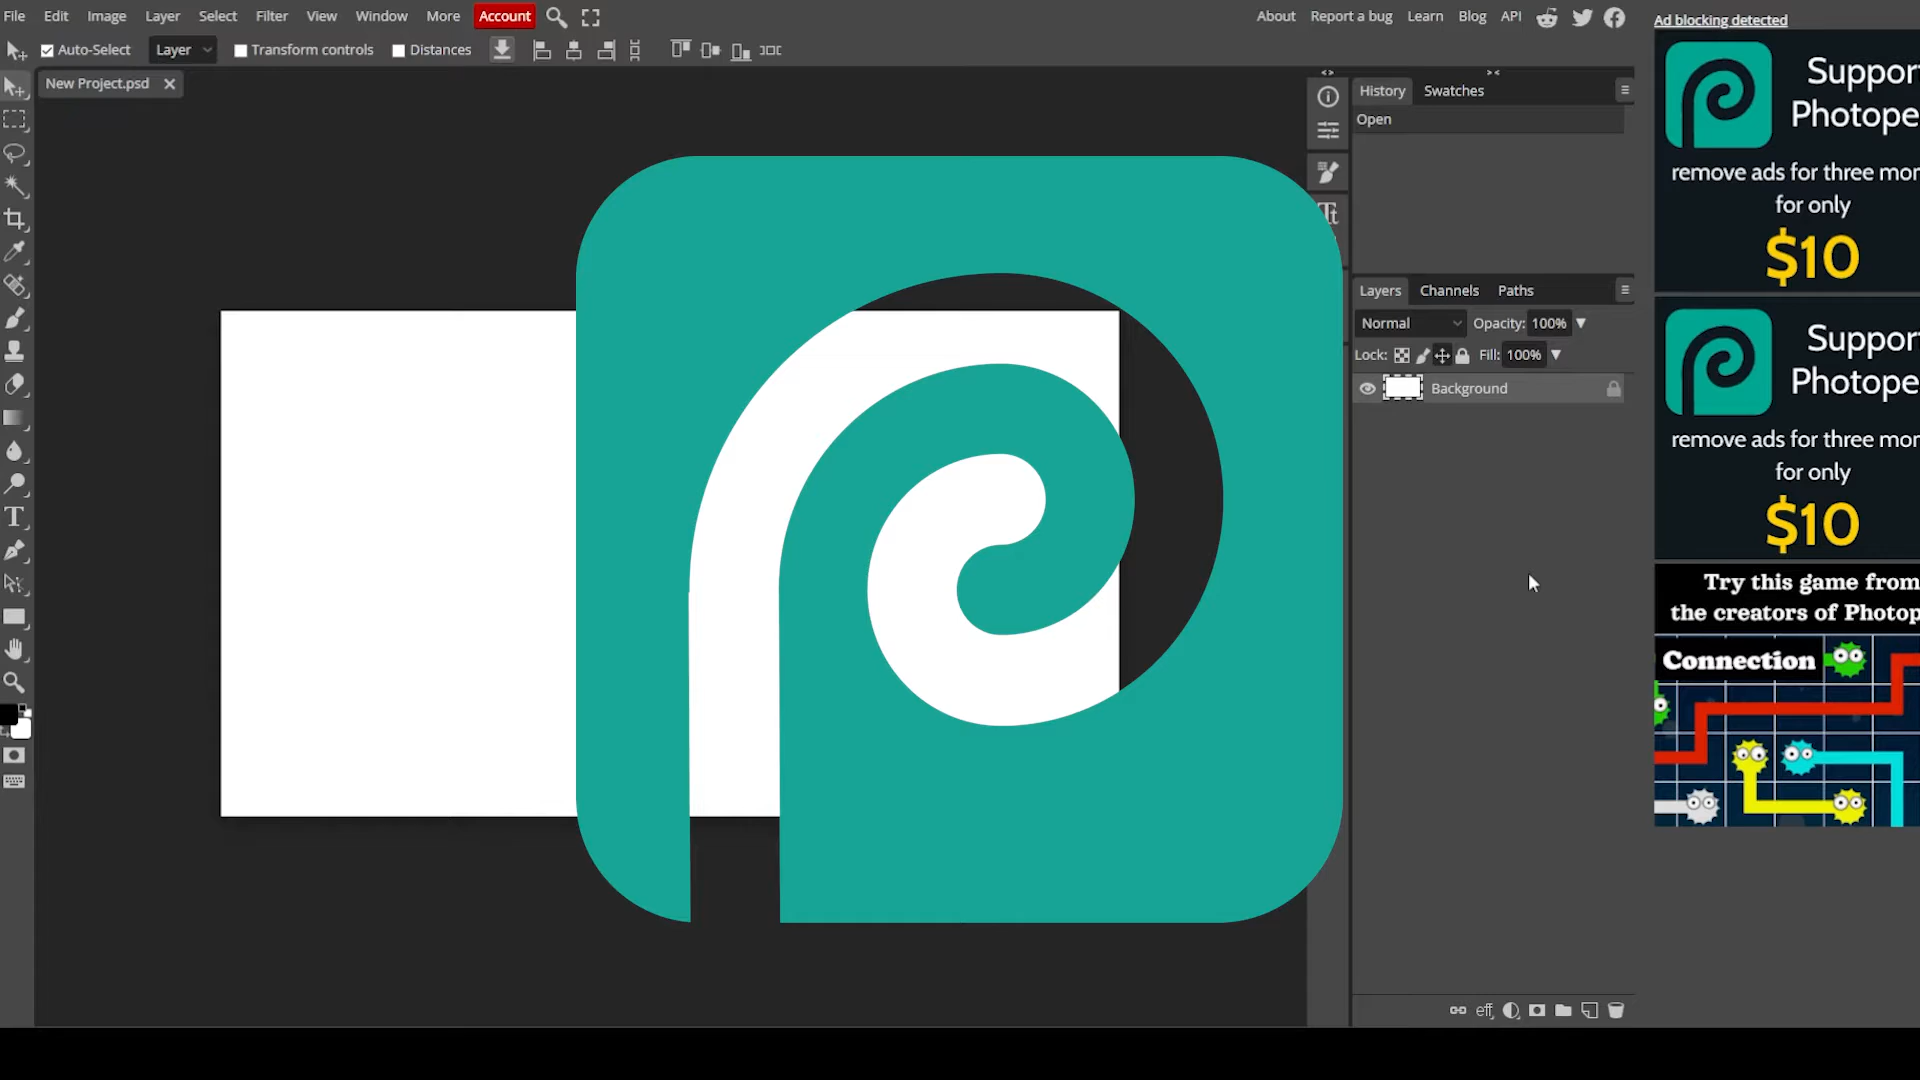 File Edit Image Layer Select Filter View Window More Account
About Report a bug Learn Blog API
Auto-Select Layer Transform controls Distances
New Project.psd
History Swatches
Open
Layers Channels Paths
Normal Opacity: 100%
Lock: Fill: 100%
Background
eff
Ad blocking detected
Suppor
Photope
remove ads for three mon
for only
$10
Suppor
Photope
remove ads for three mon
for only
$10
Try this game from
the creators of Photop
Connection